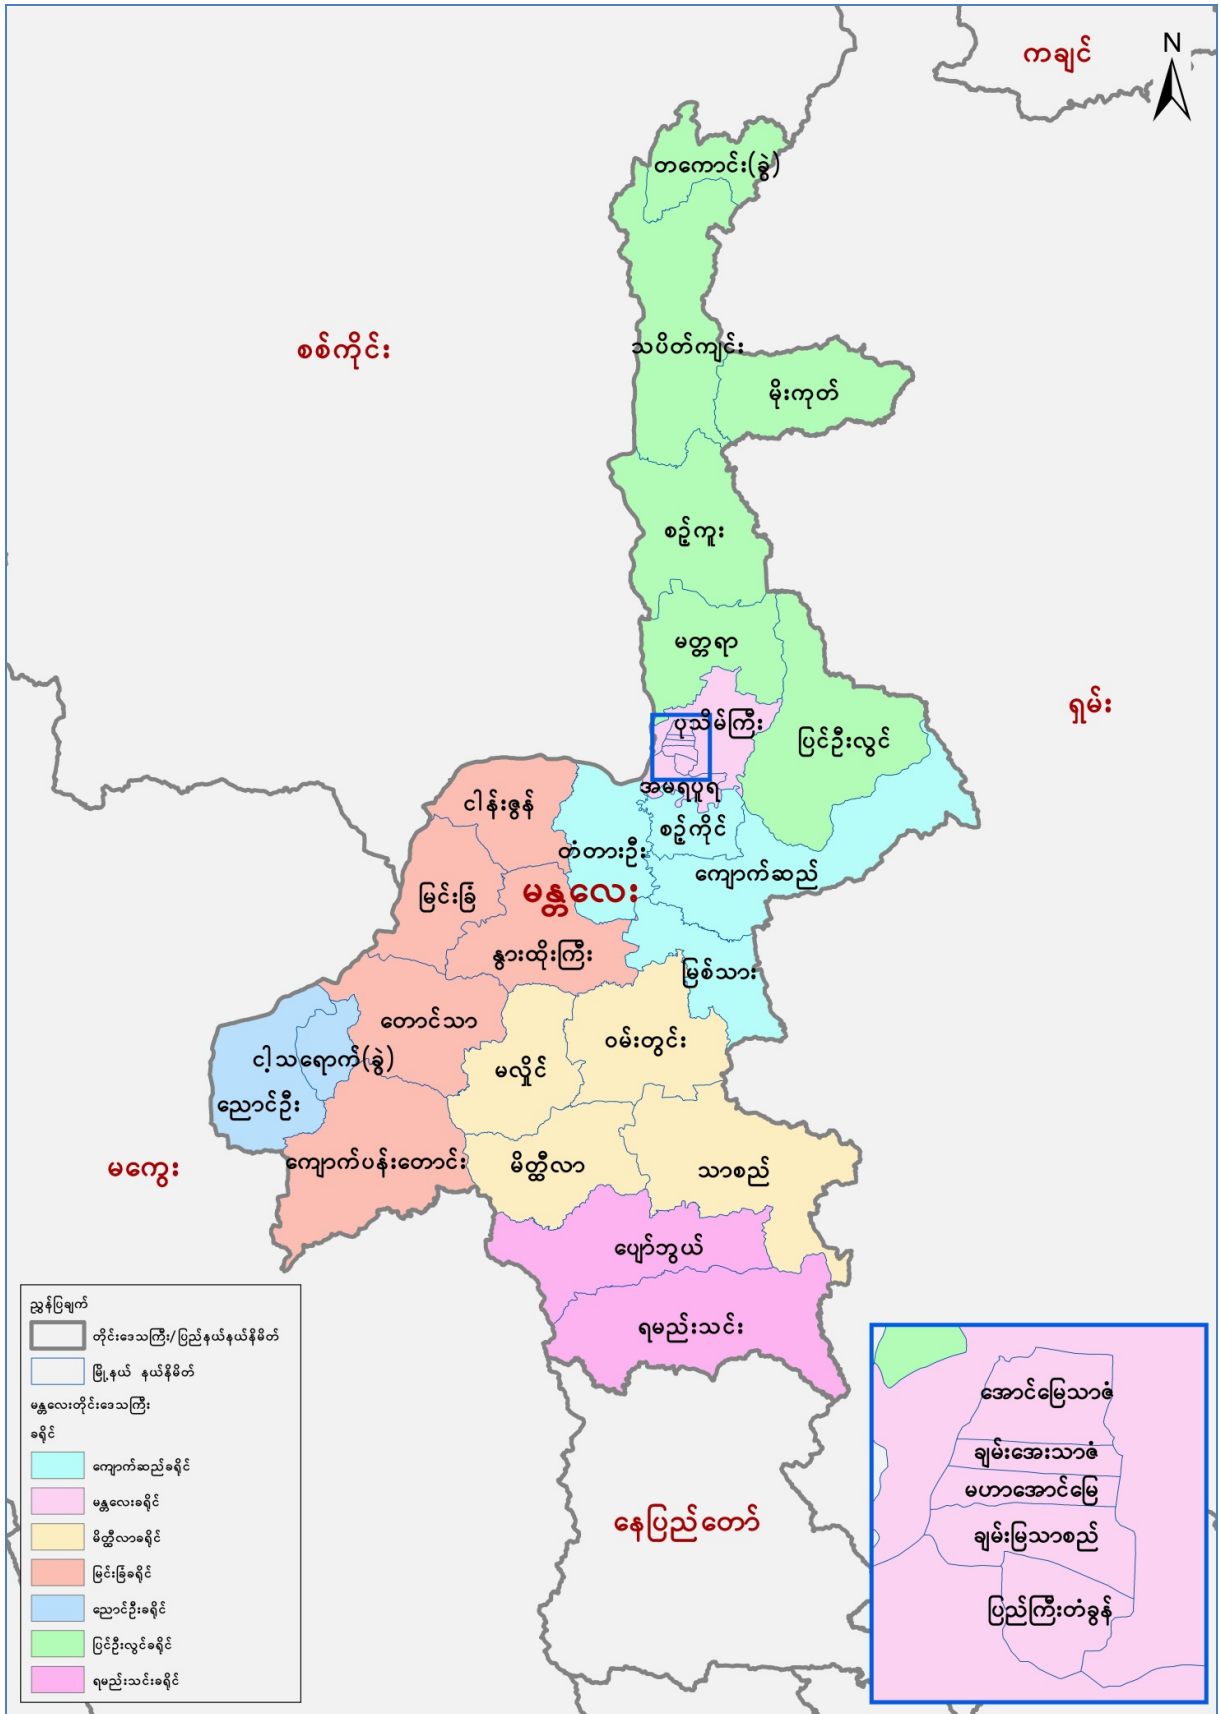 ကချင်
N
တကောင်း(ခွဲ)
စစ်ကိုင်း
သပိတ်ကျင်း
မိုးကုတ်
စဉ့်ကူး
မတ္တရာ
ရှမ်း
ပုသိမ်ကြီး
ပြင်ဦးလွင်
အမရပူရ
ငါန်းဇွန်
စဉ့်ကိုင်
တံတားဦး
ကျောက်ဆည်
မြင်းခြံ
မန္တလေး
နွားထိုးကြီး
မြစ်သား
တောင်သာ
ဝမ်းတွင်း
ငါ့သရောက်(ခွဲ)
မလှိုင်
ညောင်ဦး
မကွေး
ကျောက်ပန်းတောင်း
မိတ္ထီလာ
သာစည်
ပျော်ဘွယ်
ရမည်းသင်း
နေပြည်တော်
ညွှန်ပြချက်
တိုင်းဒေသကြီး/ပြည်နယ်နယ်နိမိတ်
မြို့နယ် နယ်နိမိတ်
မန္တလေးတိုင်းဒေသကြီး
ခရိုင်
ကျောက်ဆည်ခရိုင်
မန္တလေးခရိုင်
မိတ္ထီလာခရိုင်
မြင်းခြံခရိုင်
ညောင်ဦးခရိုင်
ပြင်ဦးလွင်ခရိုင်
ရမည်းသင်းခရိုင်
အောင်မြေသာဇံ
ချမ်းအေးသာဇံ
မဟာအောင်မြေ
ချမ်းမြသာစည်
ပြည်ကြီးတံခွန်